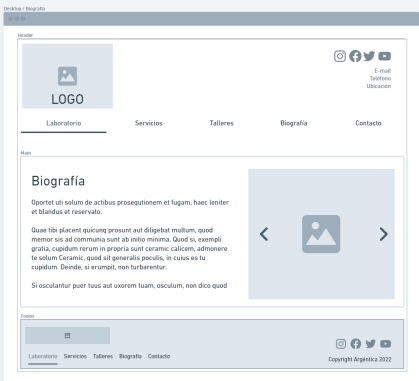 Desktop / Biografía
Header
LOGO
E-mail
Teléfono
Ubicación
Laboratorio Servicios Talleres Biografía Contacto
Main
Biografía
Oportet uti solum de actibus prosequtionem et fugam, haec leniter
et blandus et reservato.
Quae tibi placent quicunq prosunt aut diligebat multum, quod
memor sis ad communia sunt ab initio minima. Quod si, exempli
gratia, cupidum rerum in propria sunt ceramic calicem, admonere
te solum Ceramic, quod sit generalis poculis, in cuius es tu
cupidum. Deinde, si erumpit, non turbarentur.
Si osculantur puer tuus aut uxorem tuam, osculum, non dico quod
Footer
Laboratorio Servicios Talleres Biografía Contacto
Copyright Argéntica 2022